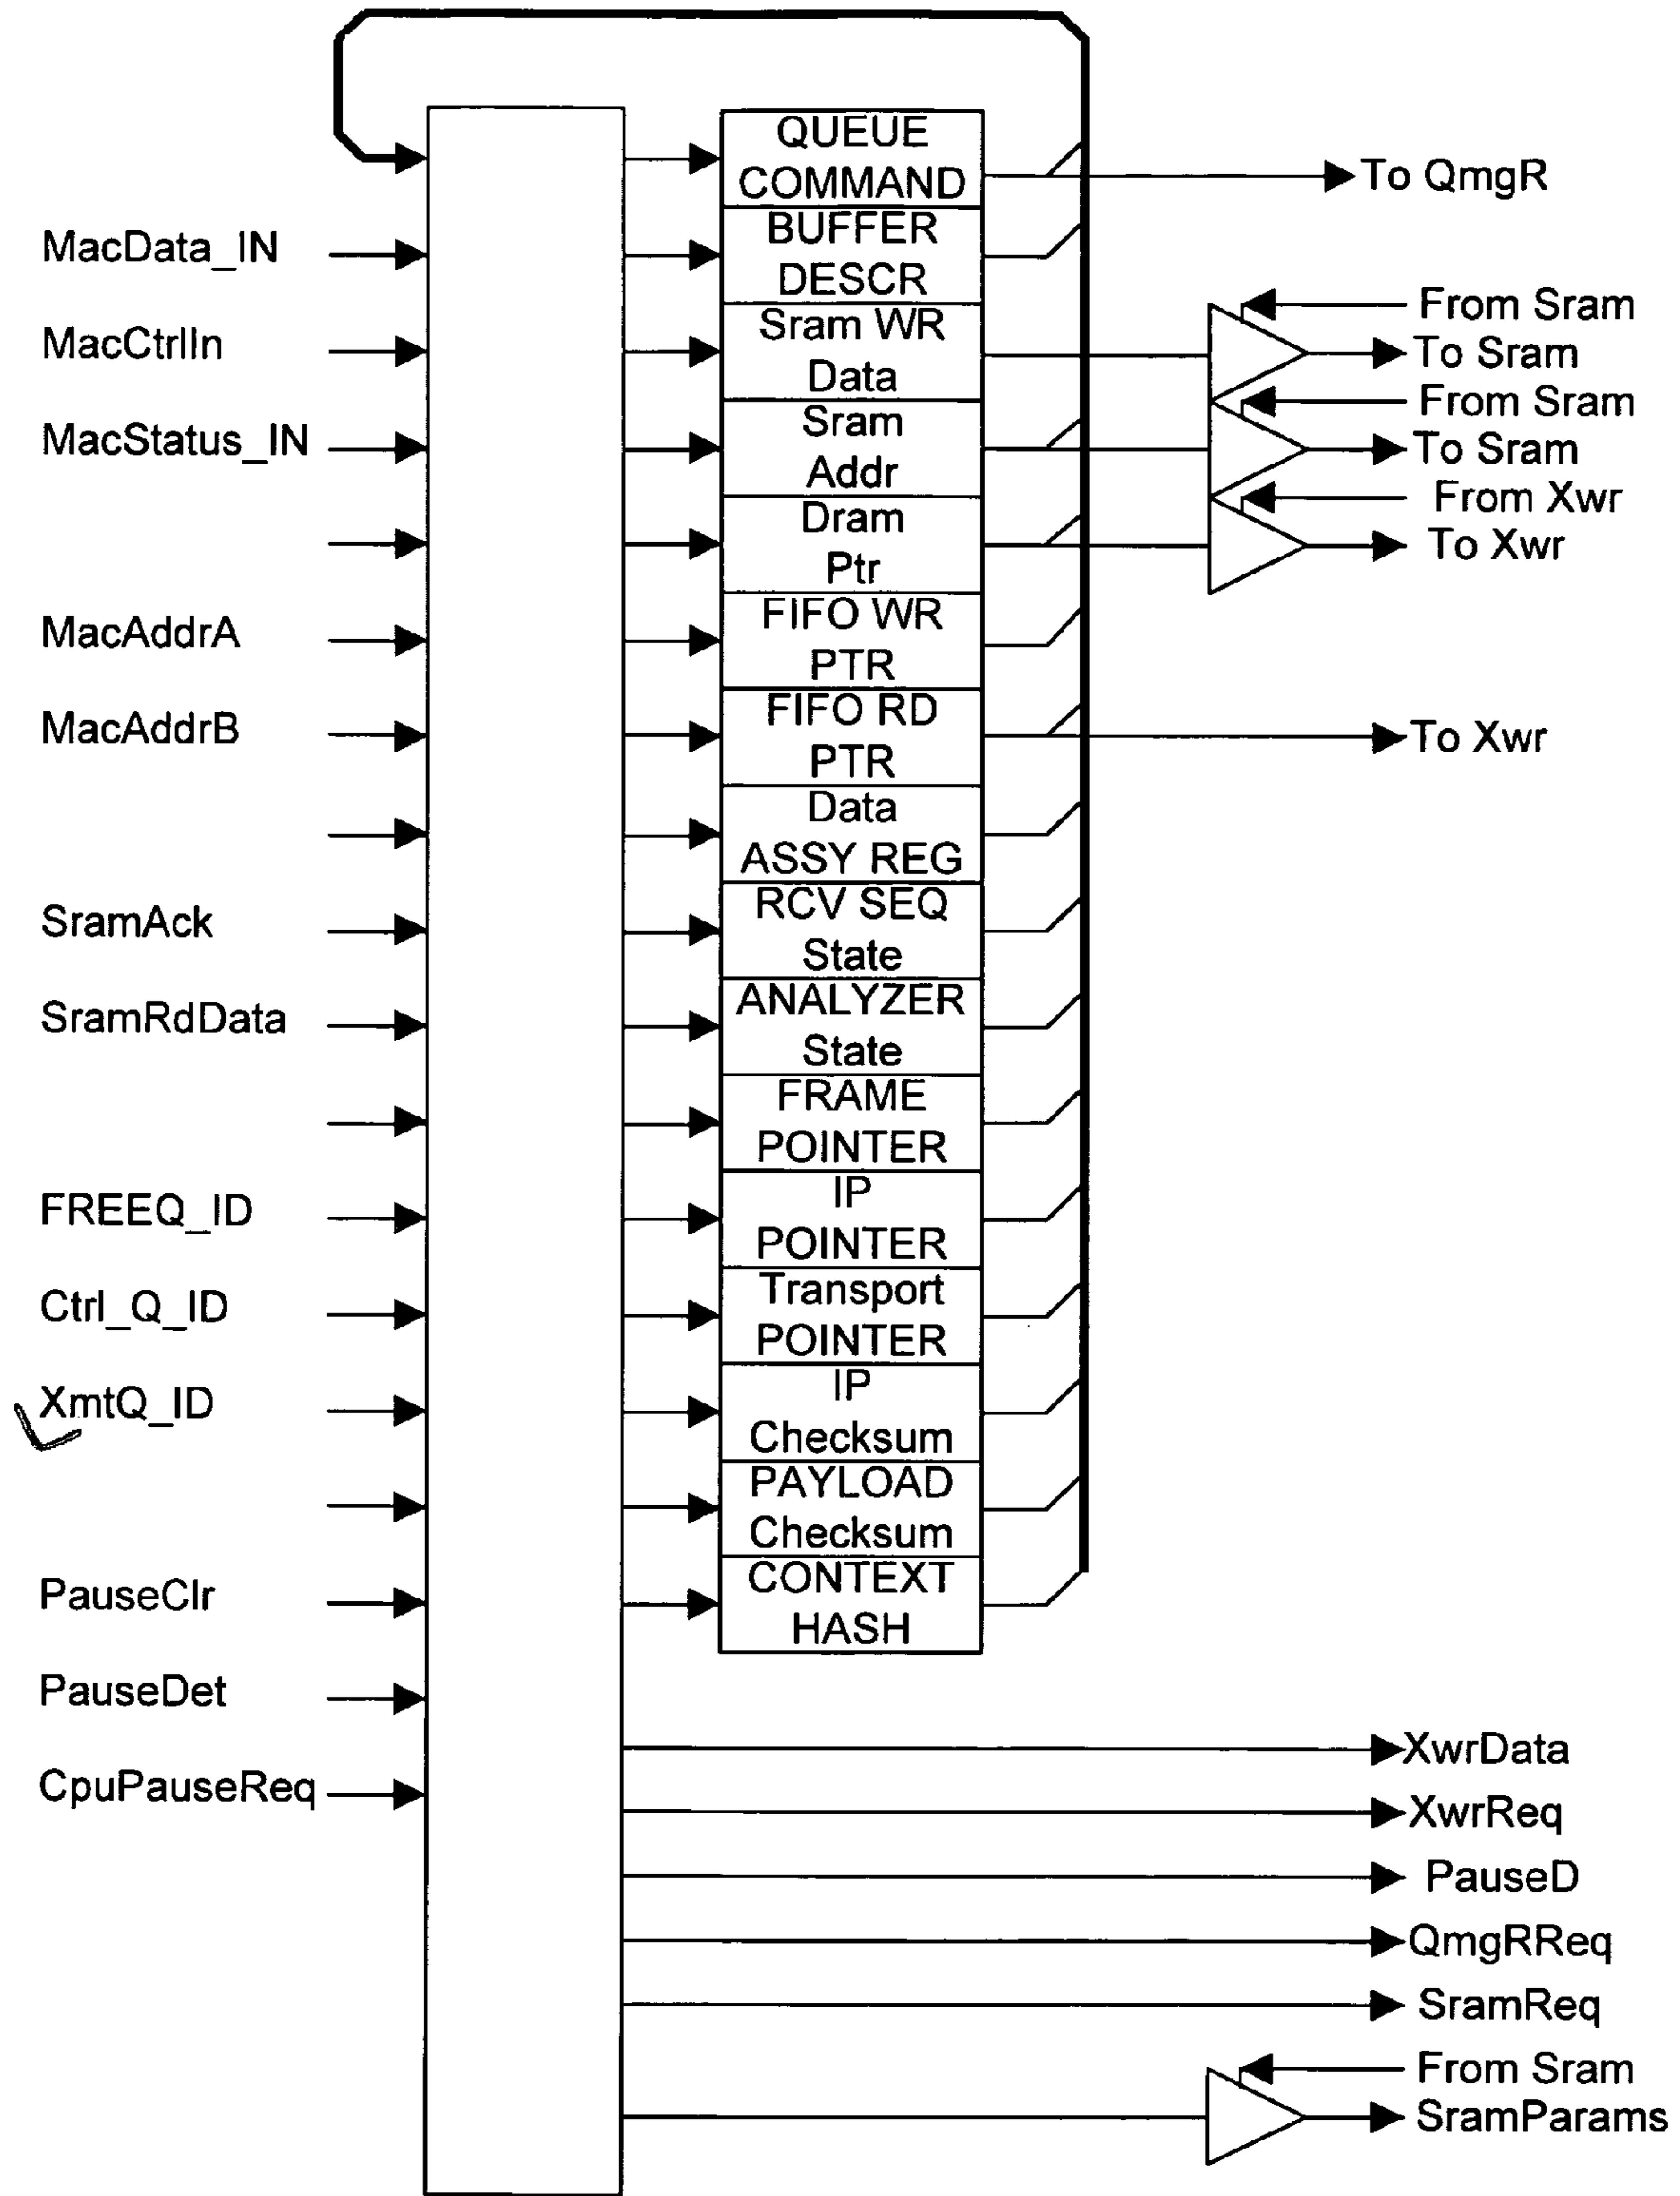 MacData_IN
MacCtrlIn
MacStatus_IN
MacAddrA
MacAddrB
SramAck
SramRdData
FREEQ_ID
Ctrl_Q_ID
XmtQ_ID
PauseClr
PauseDet
CpuPauseReq
QUEUE
COMMAND
BUFFER
DESCR
Sram WR
Data
Sram
Addr
Dram
Ptr
FIFO WR
PTR
FIFO RD
PTR
Data
ASSY REG
RCV SEQ
State
ANALYZER
State
FRAME
POINTER
IP
POINTER
Transport
POINTER
IP
Checksum
PAYLOAD
Checksum
CONTEXT
HASH
To QmgR
From Sram
To Sram
From Sram
To Sram
From Xwr
To Xwr
To Xwr
XwrData
XwrReq
PauseD
QmgRReq
SramReq
From Sram
SramParams